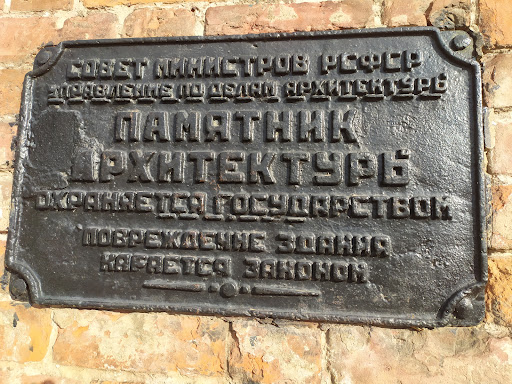 СОВЕТ МИНИСТРОВ РСФСР
УПРАВЛЕНИЕ ПО ДЕЛАМ АРХИТЕКТУРЫ
ПАМЯТНИК
АРХИТЕКТУРЫ
ОХРАНЯЕТСЯ ГОСУДАРСТВОМ
ПОВРЕЖДЕНИЕ ЗДАНИЯ
КАРАЕТСЯ ЗАКОНОМ